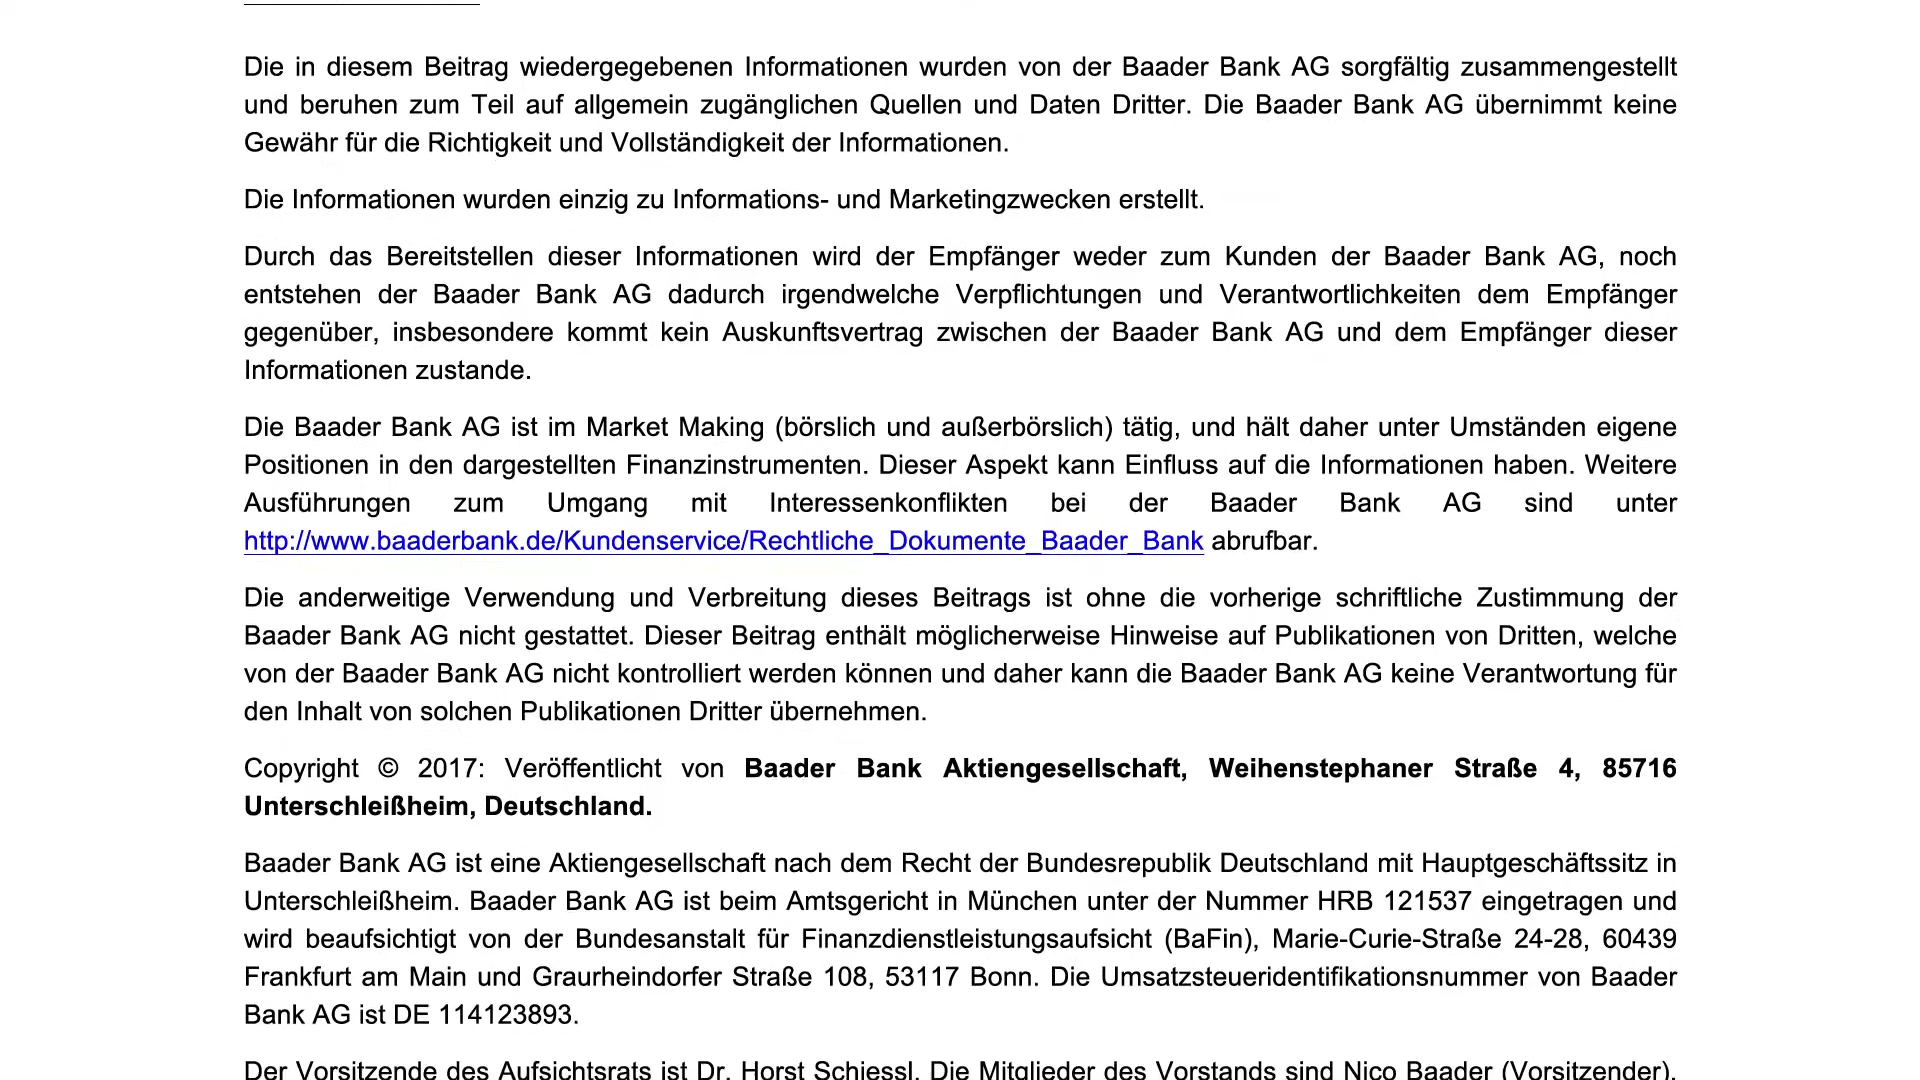 Die in diesem Beitrag wiedergegebenen Informationen wurden von der Baader Bank AG sorgfältig zusammengestellt
und beruhen zum Teil auf allgemein zugänglichen Quellen und Daten Dritter. Die Baader Bank AG übernimmt keine
Gewähr für die Richtigkeit und Vollständigkeit der Informationen.
Die Informationen wurden einzig zu Informations- und Marketingzwecken erstellt.
Durch das Bereitstellen dieser Informationen wird der Empfänger weder zum Kunden der Baader Bank AG, noch
entstehen der Baader Bank AG dadurch irgendwelche Verpflichtungen und Verantwortlichkeiten dem Empfänger
gegenüber, insbesondere kommt kein Auskunftsvertrag zwischen der Baader Bank AG und dem Empfänger dieser
Informationen zustande.
Die Baader Bank AG ist im Market Making (börslich und außerbörslich) tätig, und hält daher unter Umständen eigene
Positionen in den dargestellten Finanzinstrumenten. Dieser Aspekt kann Einfluss auf die Informationen haben. Weitere
Ausführungen zum Umgang mit Interessenkonflikten bei der Baader Bank AG sind unter
http://www.baaderbank.de/Kundenservice/Rechtliche_Dokumente_Baader_Bank abrufbar.
Die anderweitige Verwendung und Verbreitung dieses Beitrags ist ohne die vorherige schriftliche Zustimmung der
Baader Bank AG nicht gestattet. Dieser Beitrag enthält möglicherweise Hinweise auf Publikationen von Dritten, welche
von der Baader Bank AG nicht kontrolliert werden können und daher kann die Baader Bank AG keine Verantwortung für
den Inhalt von solchen Publikationen Dritter übernehmen.
Copyright © 2017: Veröffentlicht von Baader Bank Aktiengesellschaft, Weihenstephaner Straße 4, 85716
Unterschleißheim, Deutschland.
Baader Bank AG ist eine Aktiengesellschaft nach dem Recht der Bundesrepublik Deutschland mit Hauptgeschäftssitz in
Unterschleißheim. Baader Bank AG ist beim Amtsgericht in München unter der Nummer HRB 121537 eingetragen und
wird beaufsichtigt von der Bundesanstalt für Finanzdienstleistungsaufsicht (BaFin), Marie-Curie-Straße 24-28, 60439
Frankfurt am Main und Graurheindorfer Straße 108, 53117 Bonn. Die Umsatzsteueridentifikationsnummer von Baader
Bank AG ist DE 114123893.
Der Vorsitzende des Aufsichtsrats ist Dr. Horst Schiessl. Die Mitglieder des Vorstands sind Nico Baader (Vorsitzender),